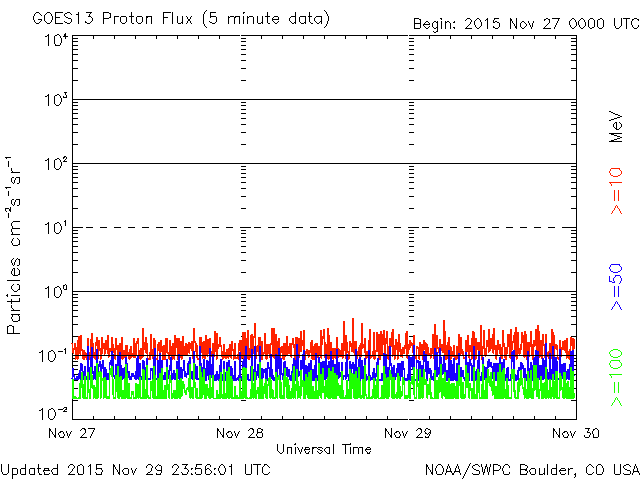 GOES13 Proton Flux (5 minute data)
Begin: 2015 Nov 27 0000 UTC
Particles cm⁻²s⁻¹sr⁻¹
10⁴
10³
10²
10¹
10⁰
10⁻¹
10⁻²
MeV
>=10
>=50
>=100
Nov 27 Nov 28 Nov 29 Nov 30
Universal Time
Updated 2015 Nov 29 23:56:01 UTC
NOAA/SWPC Boulder, CO USA